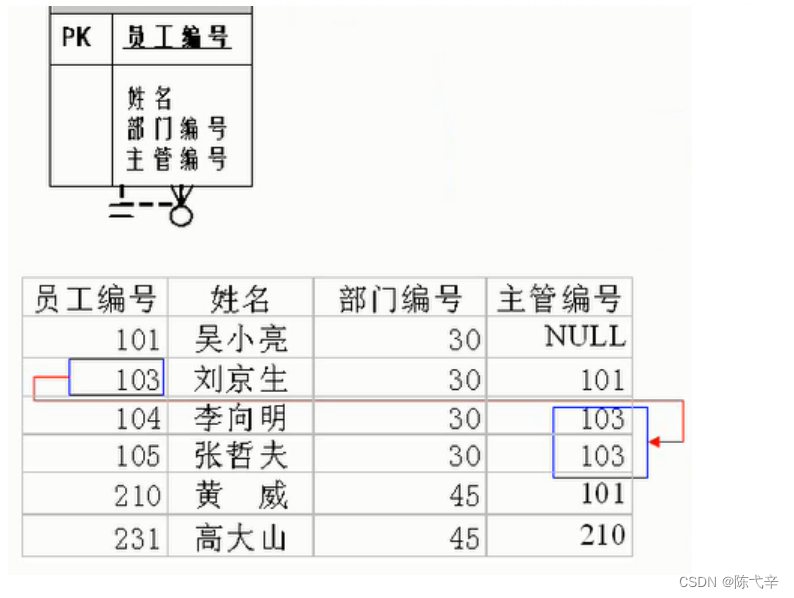 PK 员工编号
姓名
部门编号
主管编号
员工编号 姓名 部门编号 主管编号
101 吴小亮 30 NULL
103 刘京生 30 101
104 李向明 30 103
105 张哲夫 30 103
210 黄 威 45 101
231 高大山 45 210
CSDN @陈弋辛